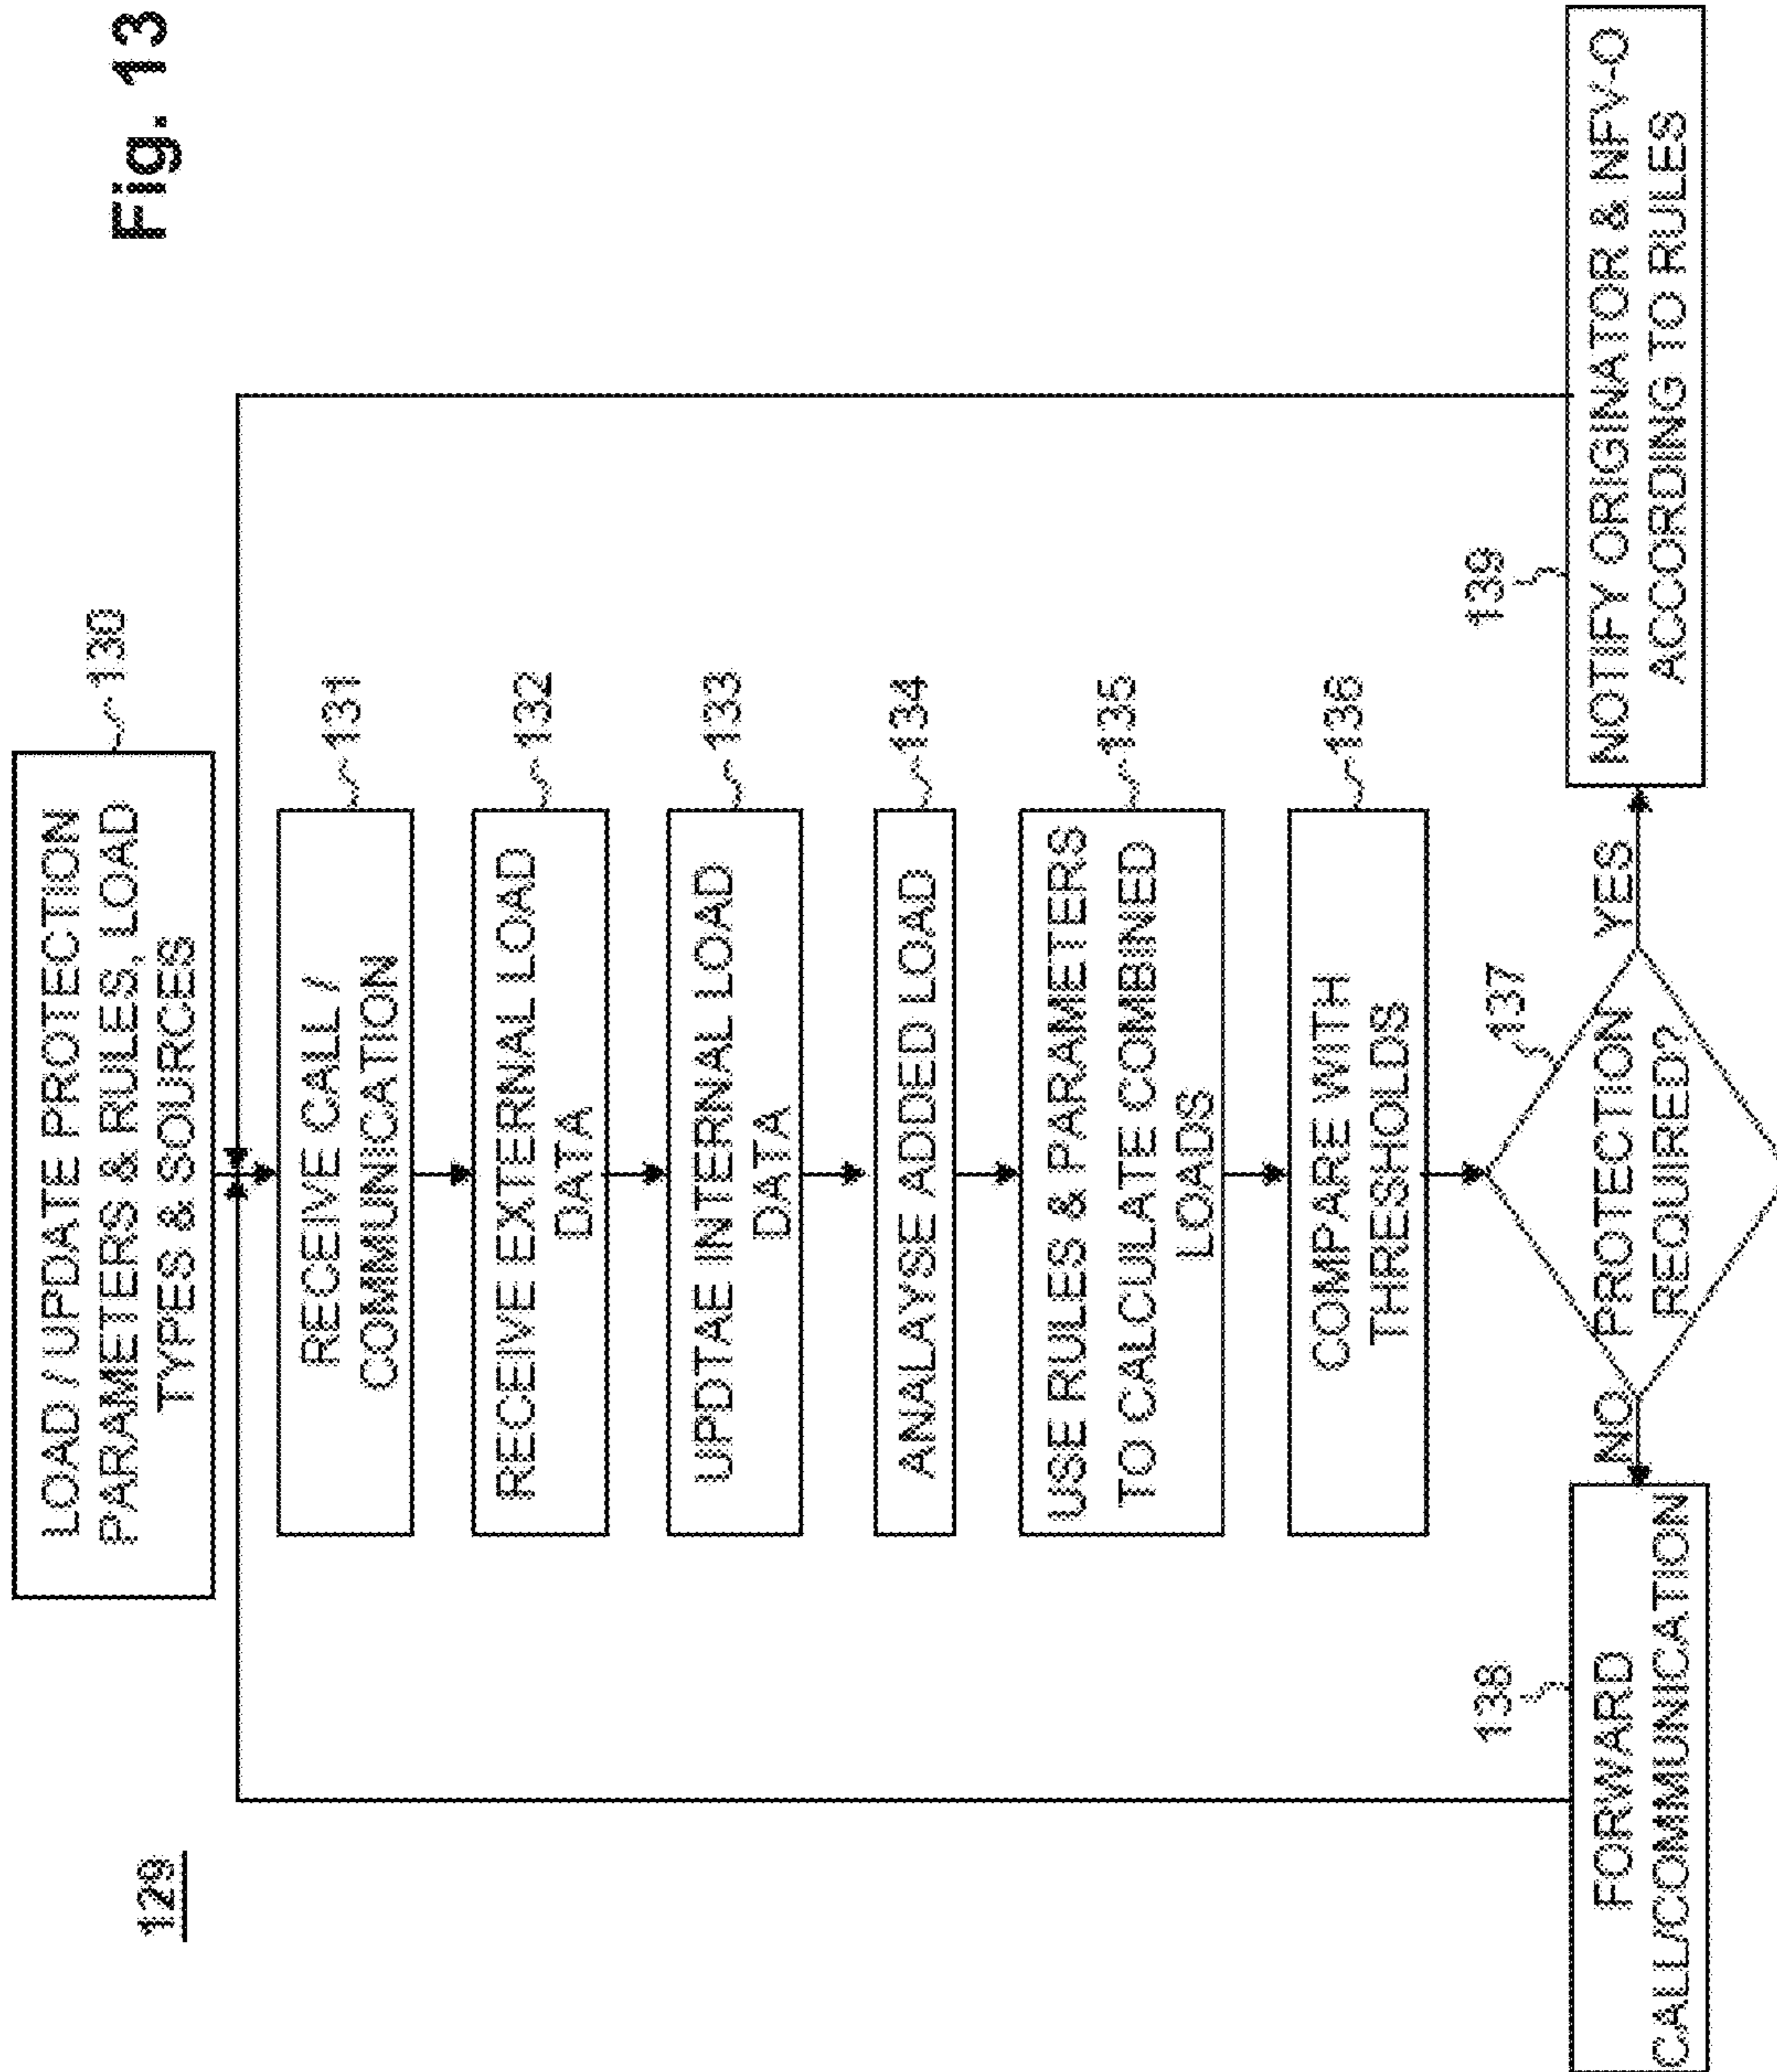 Fig. 13
129
LOAD / UPDATE PROTECTION
PARAMETERS & RULES, LOAD
TYPES & SOURCES
130
RECEIVE CALL /
COMMUNICATION
131
RECEIVE EXTERNAL LOAD
DATA
132
UPDTAE INTERNAL LOAD
DATA
133
ANALAYSE ADDED LOAD
134
USE RULES & PARAMETERS
TO CALCULATE COMBINED
LOADS
135
COMPARE WITH
THRESHOLDS
136
PROTECTION
REQUIRED?
137
NO
YES
FORWARD
CALL/COMMUNICATION
138
NOTIFY ORIGINATOR & NFV-O
ACCORDING TO RULES
139